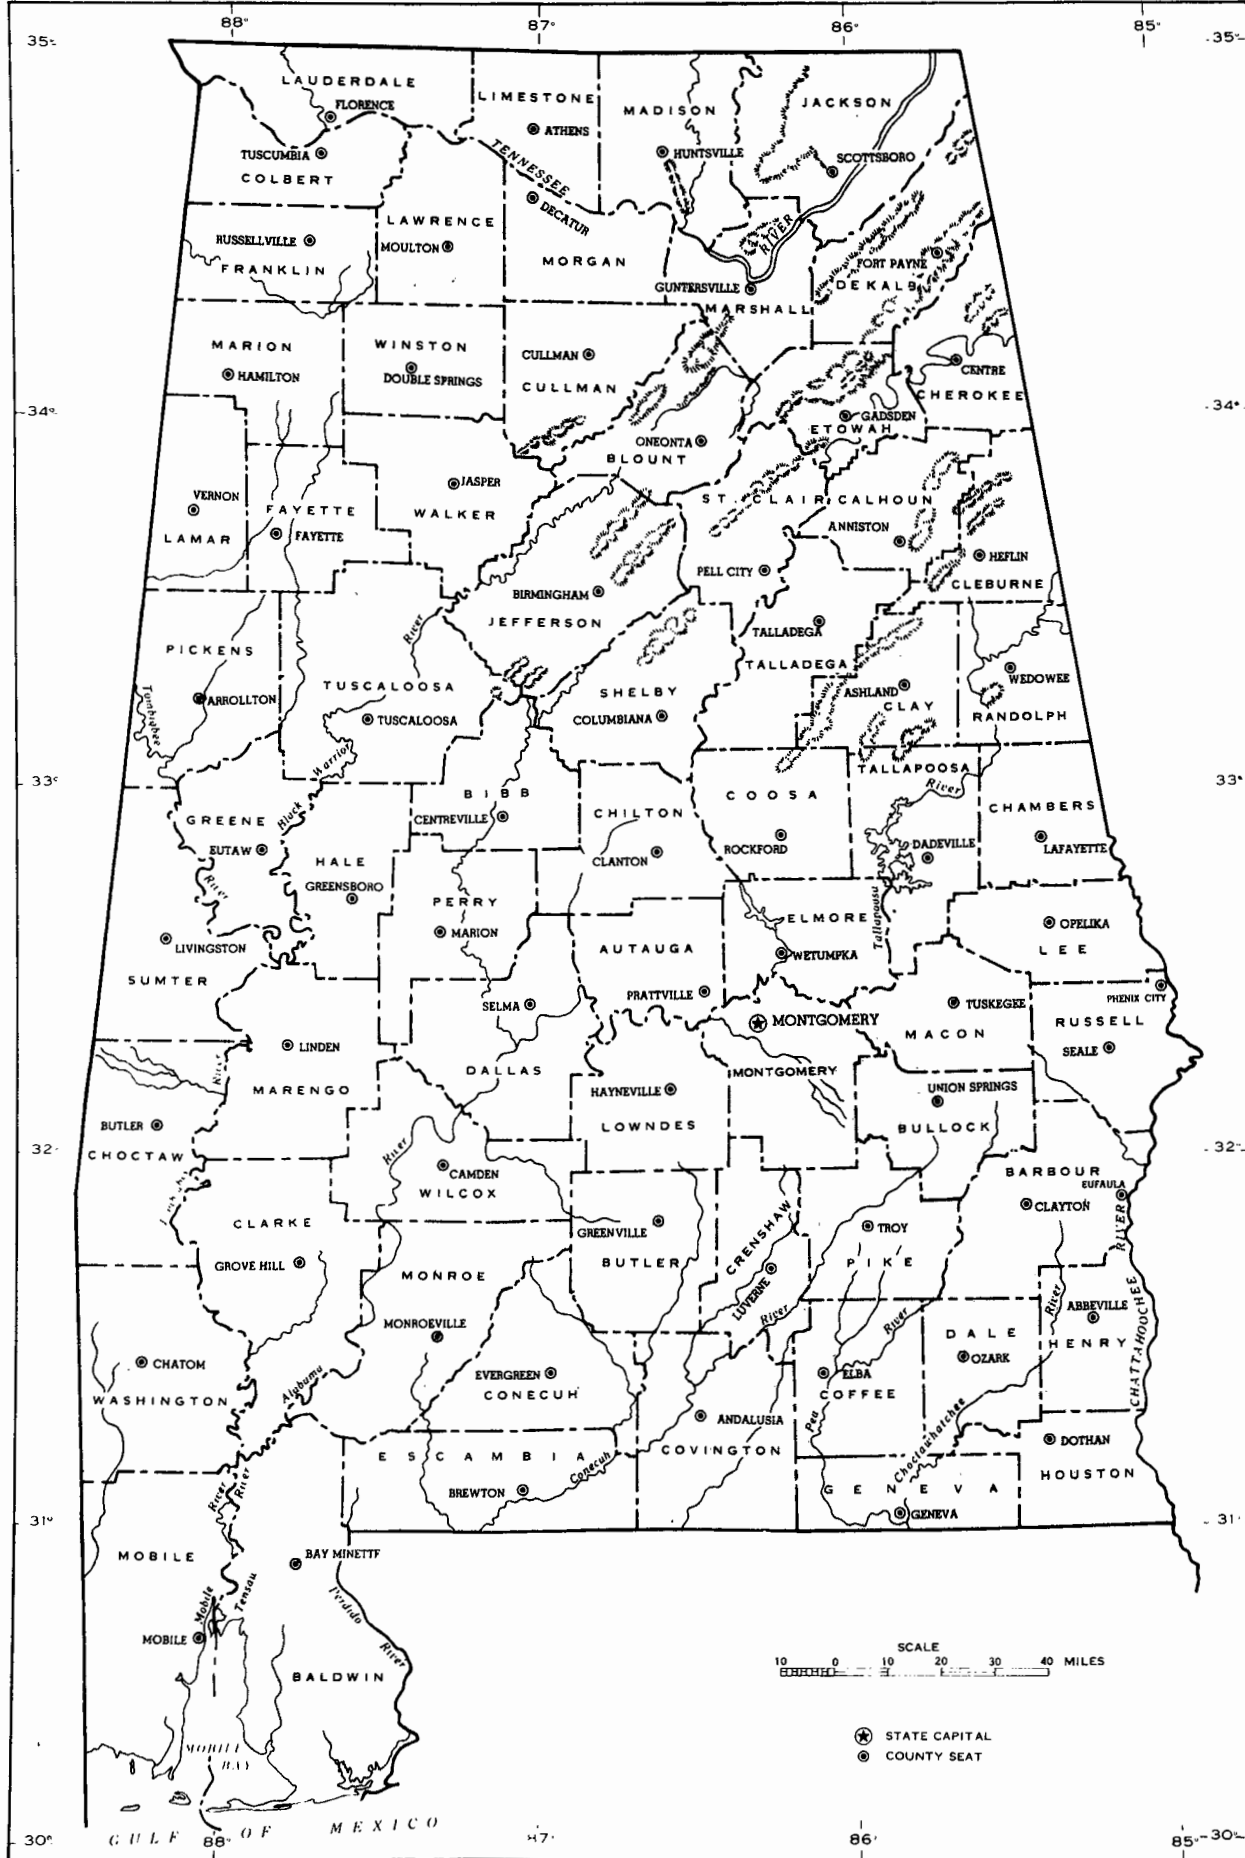 88°
87°
86°
85°
35°
35°
LAUDERDALE
FLORENCE
LIMESTONE
ATHENS
MADISON
HUNTSVILLE
JACKSON
SCOTTSBORO
TUSCUMBIA
COLBERT
TENNESSEE
DECATUR
RIVER
LAWRENCE
MOULTON
RUSSELLVILLE
FRANKLIN
MORGAN
GUNTERSVILLE
MARSHALL
FORT PAYNE
DEKALB
MARION
HAMILTON
WINSTON
DOUBLE SPRINGS
CULLMAN
CULLMAN
CENTRE
CHEROKEE
34°
34°
GADSDEN
ETOWAH
ONEONTA
BLOUNT
VERNON
LAMAR
FAYETTE
FAYETTE
JASPER
WALKER
ST. CLAIR
CALHOUN
ANNISTON
HEFLIN
CLEBURNE
PELL CITY
BIRMINGHAM
JEFFERSON
TALLADEGA
TALLADEGA
River
PICKENS
ARROLLTON
Tombigbee
TUSCALOOSA
TUSCALOOSA
SHELBY
COLUMBIANA
ASHLAND
CLAY
WEDOWEE
RANDOLPH
Warrior
Black
33°
33°
TALLAPOOSA
River
BIBB
CENTREVILLE
CHILTON
CLANTON
COOSA
ROCKFORD
DADEVILLE
CHAMBERS
LAFAYETTE
GREENE
EUTAW
River
HALE
GREENSBORO
PERRY
MARION
ELMORE
WETUMPKA
Tallapoosa
OPELIKA
LEE
LIVINGSTON
SUMTER
AUTAUGA
PRATTVILLE
SELMA
DALLAS
MONTGOMERY
MONTGOMERY
TUSKEGEE
MACON
PHENIX CITY
RUSSELL
SEALE
River
LINDEN
MARENGO
HAYNEVILLE
LOWNDES
UNION SPRINGS
BULLOCK
BUTLER
CHOCTAW
32°
32°
River
CAMDEN
WILCOX
BARBOUR
EUFAULA
CLAYTON
CLARKE
GROVE HILL
GREENVILLE
BUTLER
CRENSHAW
LUVERNE
TROY
PIKE
RIVER
CHATTAHOOCHEE
MONROE
MONROEVILLE
River
River
River
ABBEVILLE
HENRY
DALE
OZARK
CHATOM
WASHINGTON
Alabama
EVERGREEN
CONECUH
ELBA
COFFEE
Pea
ANDALUSIA
COVINGTON
Choctawhatchee
DOTHAN
HOUSTON
ESCAMBIA
Conecuh
BREWTON
GENEVA
GENEVA
31°
31°
River
River
MOBILE
BAY MINETTE
Mobile
Tensau
Perdido
River
MOBILE
BALDWIN
SCALE
10 0 10 20 30 40 MILES
MOBILE
BAY
STATE CAPITAL
COUNTY SEAT
GULF OF MEXICO
30°
30°
88°
87°
86°
85°